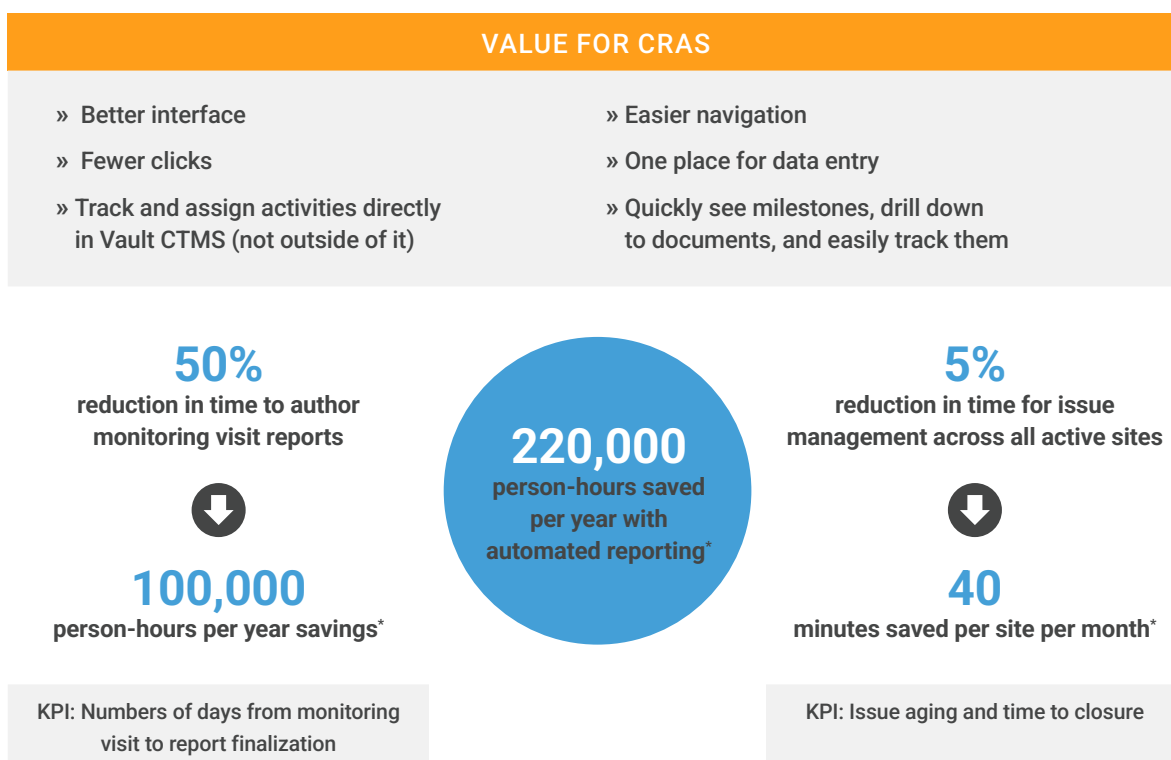 VALUE FOR CRAS
» Better interface
» Fewer clicks
» Track and assign activities directly
in Vault CTMS (not outside of it)
» Easier navigation
» One place for data entry
» Quickly see milestones, drill down
to documents, and easily track them
50%
reduction in time to author
monitoring visit reports
100,000
person-hours per year savings*
KPI: Numbers of days from monitoring
visit to report finalization
220,000
person-hours saved
per year with
automated reporting*
5%
reduction in time for issue
management across all active sites
40
minutes saved per site per month*
KPI: Issue aging and time to closure